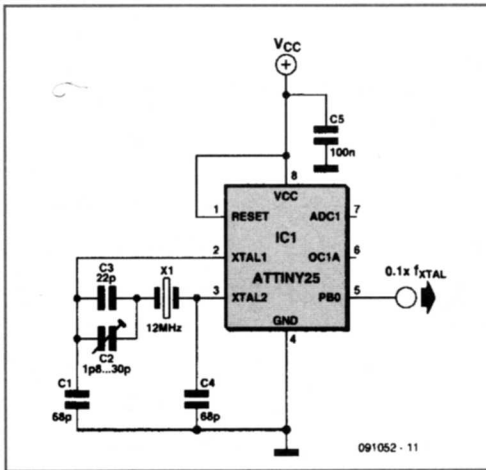 VCC
C5
100n
8
VCC
1
RESET
ADC1
7
IC1
2
XTAL1
OC1A
6
ATTINY25
0.1x fXTAL
C3
22p
X1
3
XTAL2
PB0
5
12MHz
GND
4
C2
1p8...30p
C1
68p
C4
68p
091052 - 11